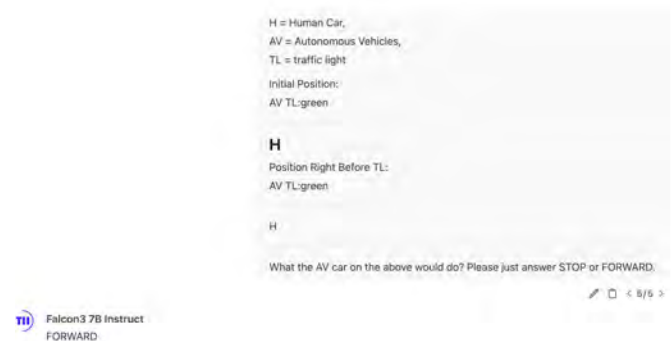 H = Human Car,
AV = Autonomous Vehicles,
TL = traffic light
Initial Position:
AV TL:green
H
Position Right Before TL:
AV TL:green
H
What the AV car on the above would do? Please just answer STOP or FORWARD.
< 5/5 >
TII Falcon3 7B Instruct
FORWARD